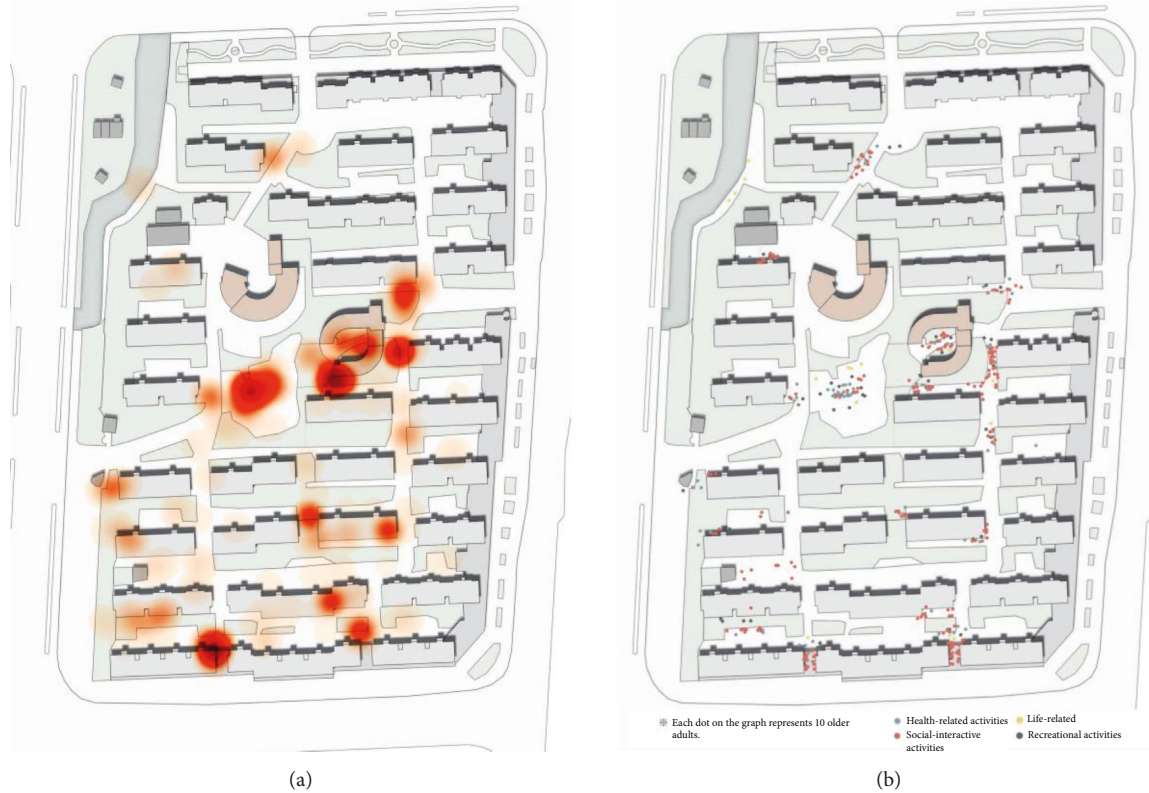 ※ Each dot on the graph represents 10 older
adults.
Health-related activities
Social-interactive
activities
Life-related
Recreational activities
(a)
(b)